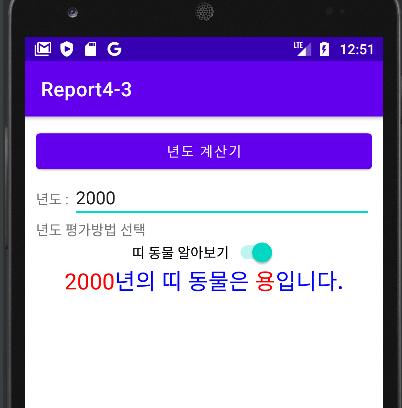 LTE 12:51
Report4-3
년도 계산기
년도 : 2000
년도 평가방법 선택
띠 동물 알아보기
2000년의 띠 동물은 용입니다.